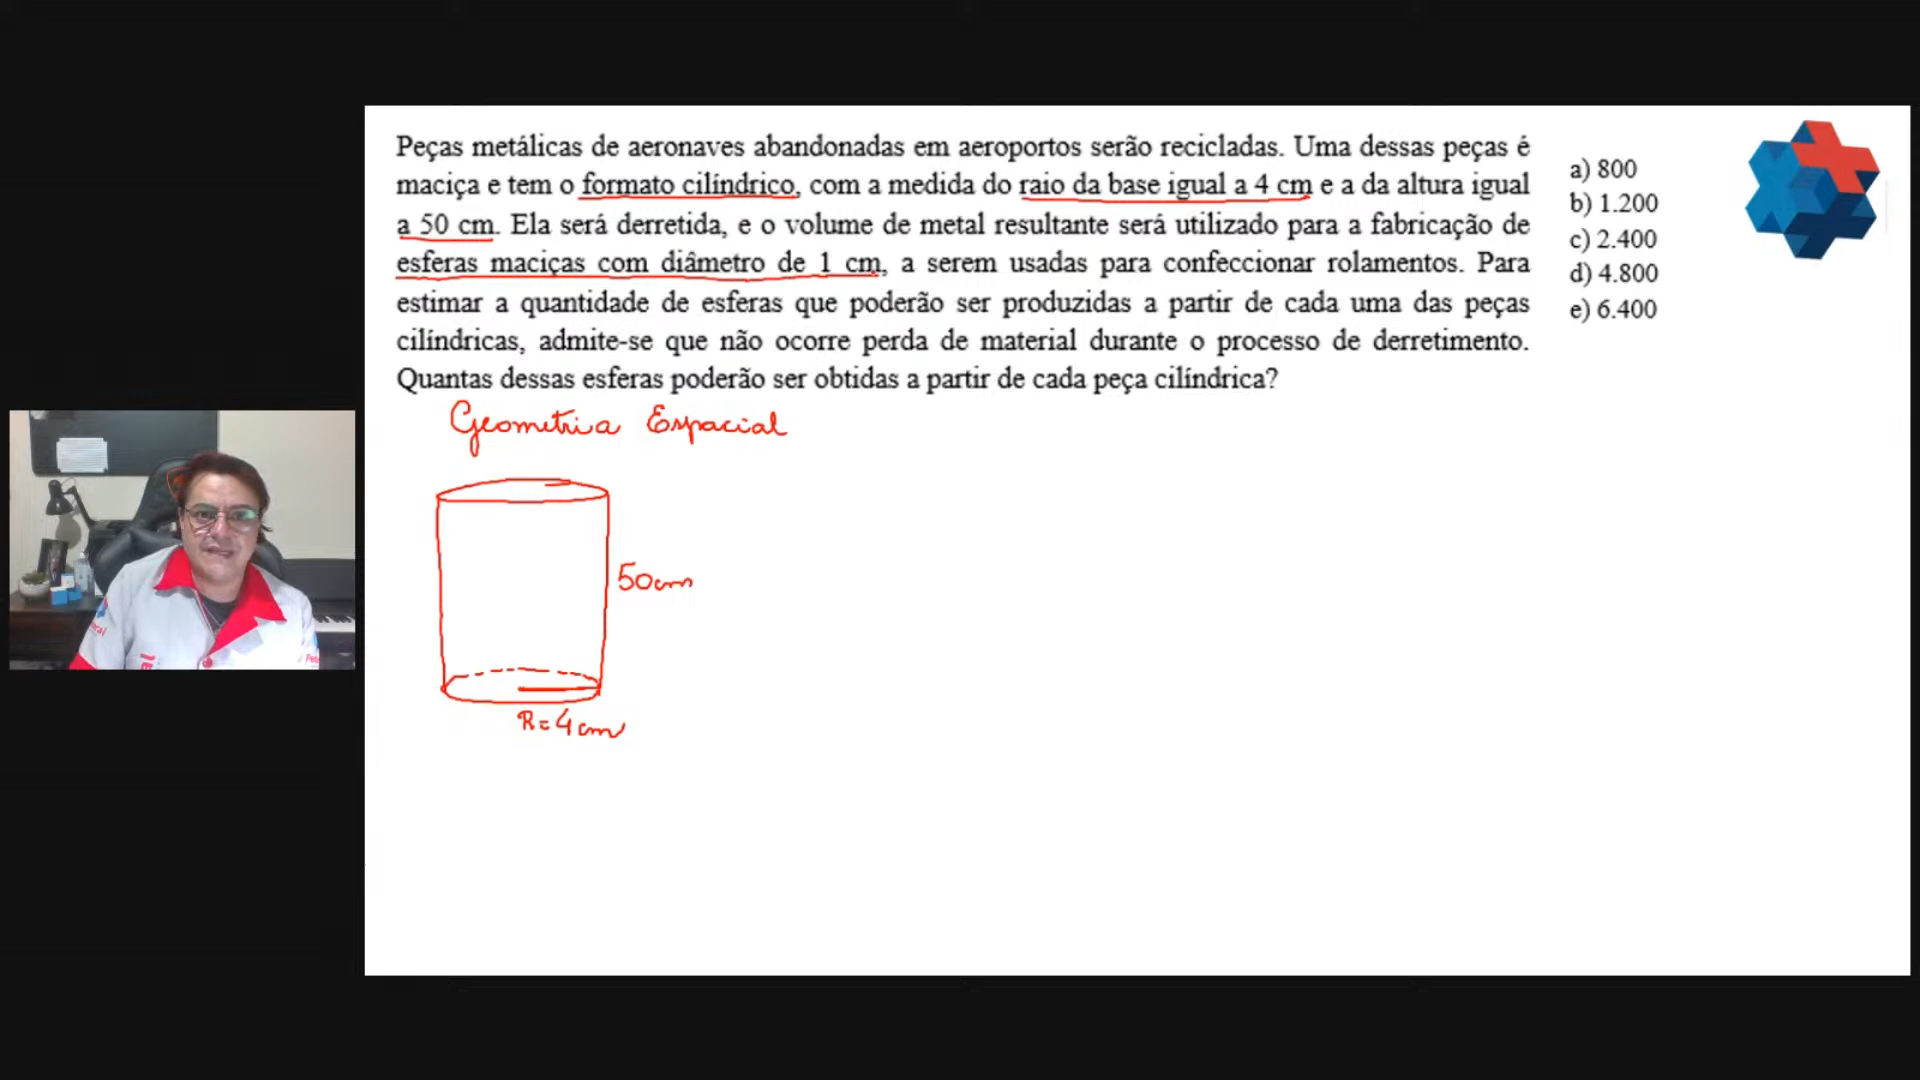 Peças metálicas de aeronaves abandonadas em aeroportos serão recicladas. Uma dessas peças é
maciça e tem o formato cilíndrico, com a medida do raio da base igual a 4 cm e a da altura igual
a 50 cm. Ela será derretida, e o volume de metal resultante será utilizado para a fabricação de
esferas maciças com diâmetro de 1 cm, a serem usadas para confeccionar rolamentos. Para
estimar a quantidade de esferas que poderão ser produzidas a partir de cada uma das peças
cilíndricas, admite-se que não ocorre perda de material durante o processo de derretimento.
Quantas dessas esferas poderão ser obtidas a partir de cada peça cilíndrica?
a) 800
b) 1.200
c) 2.400
d) 4.800
e) 6.400
Geometria Espacial
50cm
R=4cm